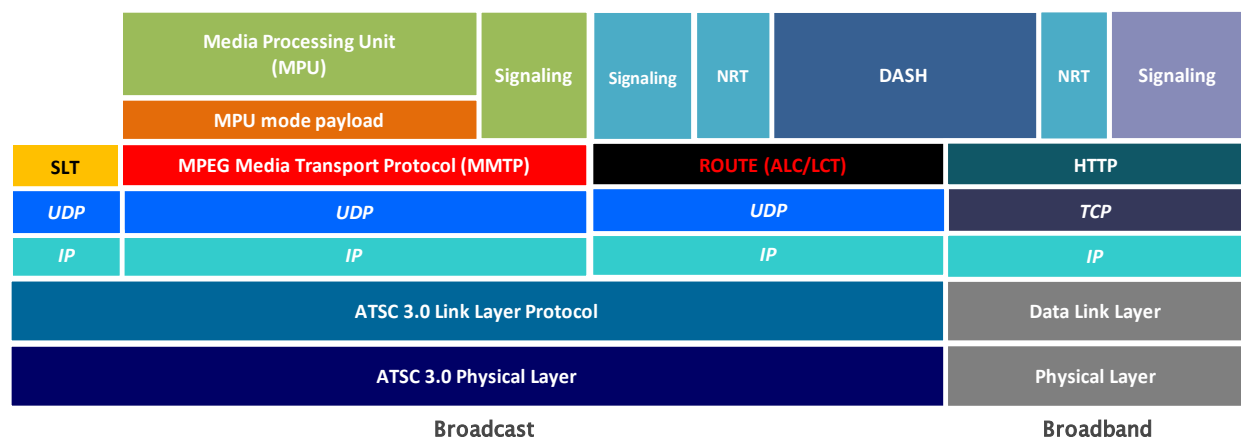 Media Processing Unit
(MPU)
Signaling
Signaling
NRT
DASH
NRT
Signaling
MPU mode payload
SLT
MPEG Media Transport Protocol (MMTP)
ROUTE (ALC/LCT)
HTTP
UDP
UDP
UDP
TCP
IP
IP
IP
IP
ATSC 3.0 Link Layer Protocol
Data Link Layer
ATSC 3.0 Physical Layer
Physical Layer
Broadcast
Broadband